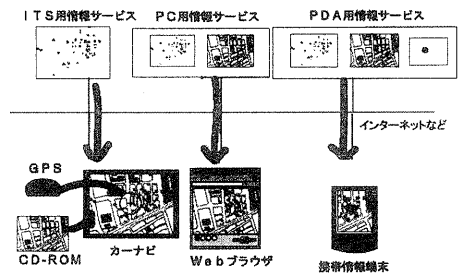 ITS用情報サービス
PC用情報サービス
PDA用情報サービス
インターネットなど
GPS
CD-ROM
カーナビ
Webブラウザ
携帯情報端末